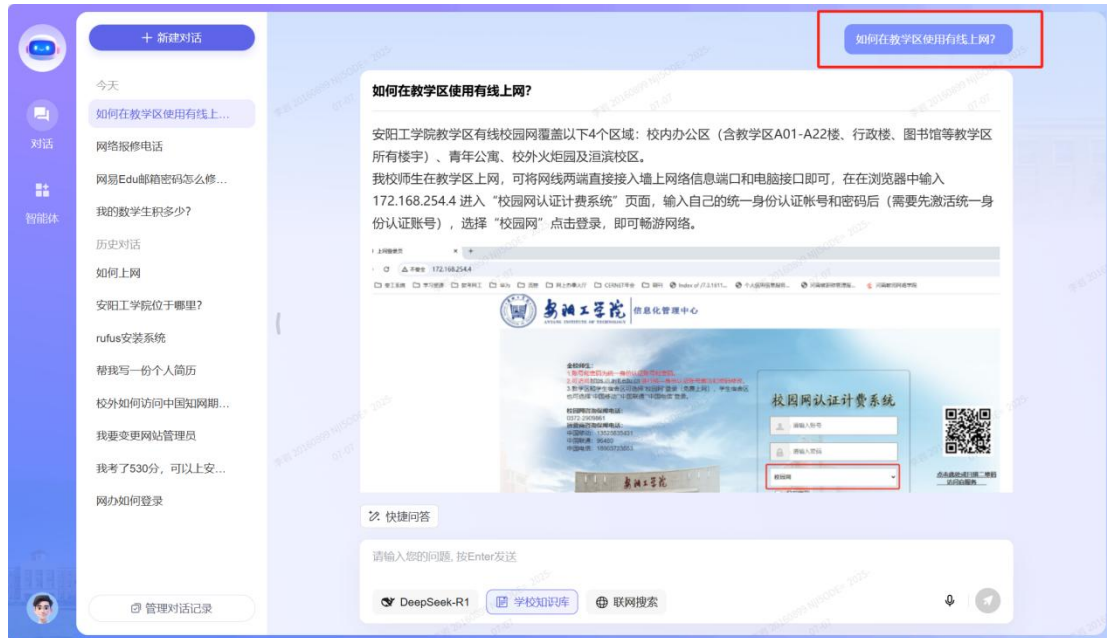 + 新建对话
如何在教学区使用有线上网?
今天
如何在教学区使用有线上...
网络报修电话
网易Edu邮箱密码怎么修...
我的数学生积多少?
历史对话
如何上网
安阳工学院位于哪里?
rufus安装系统
帮我写一份个人简历
校外如何访问中国知网期...
我要变更网站管理员
我考了530分，可以上安...
网办如何登录
管理对话记录
对话
智能体
如何在教学区使用有线上网?
安阳工学院教学区有线校园网覆盖以下4个区域：校内办公区（含教学区A01-A22楼、行政楼、图书馆等教学区
所有楼宇）、青年公寓、校外火炬园及洹滨校区。
我校师生在教学区上网，可将网线两端直接接入墙上网络信息端口和电脑接口即可，在在浏览器中输入
172.168.254.4 进入“校园网认证计费系统”页面，输入自己的统一身份认证帐号和密码后（需要先激活统一身
份认证账号），选择“校园网”点击登录，即可畅游网络。
172.168.254.4
安阳工学院 信息化管理中心
校园网认证计费系统
请输入账号
请输入密码
校园网
快捷问答
请输入您的问题, 按Enter发送
DeepSeek-R1
学校知识库
联网搜索